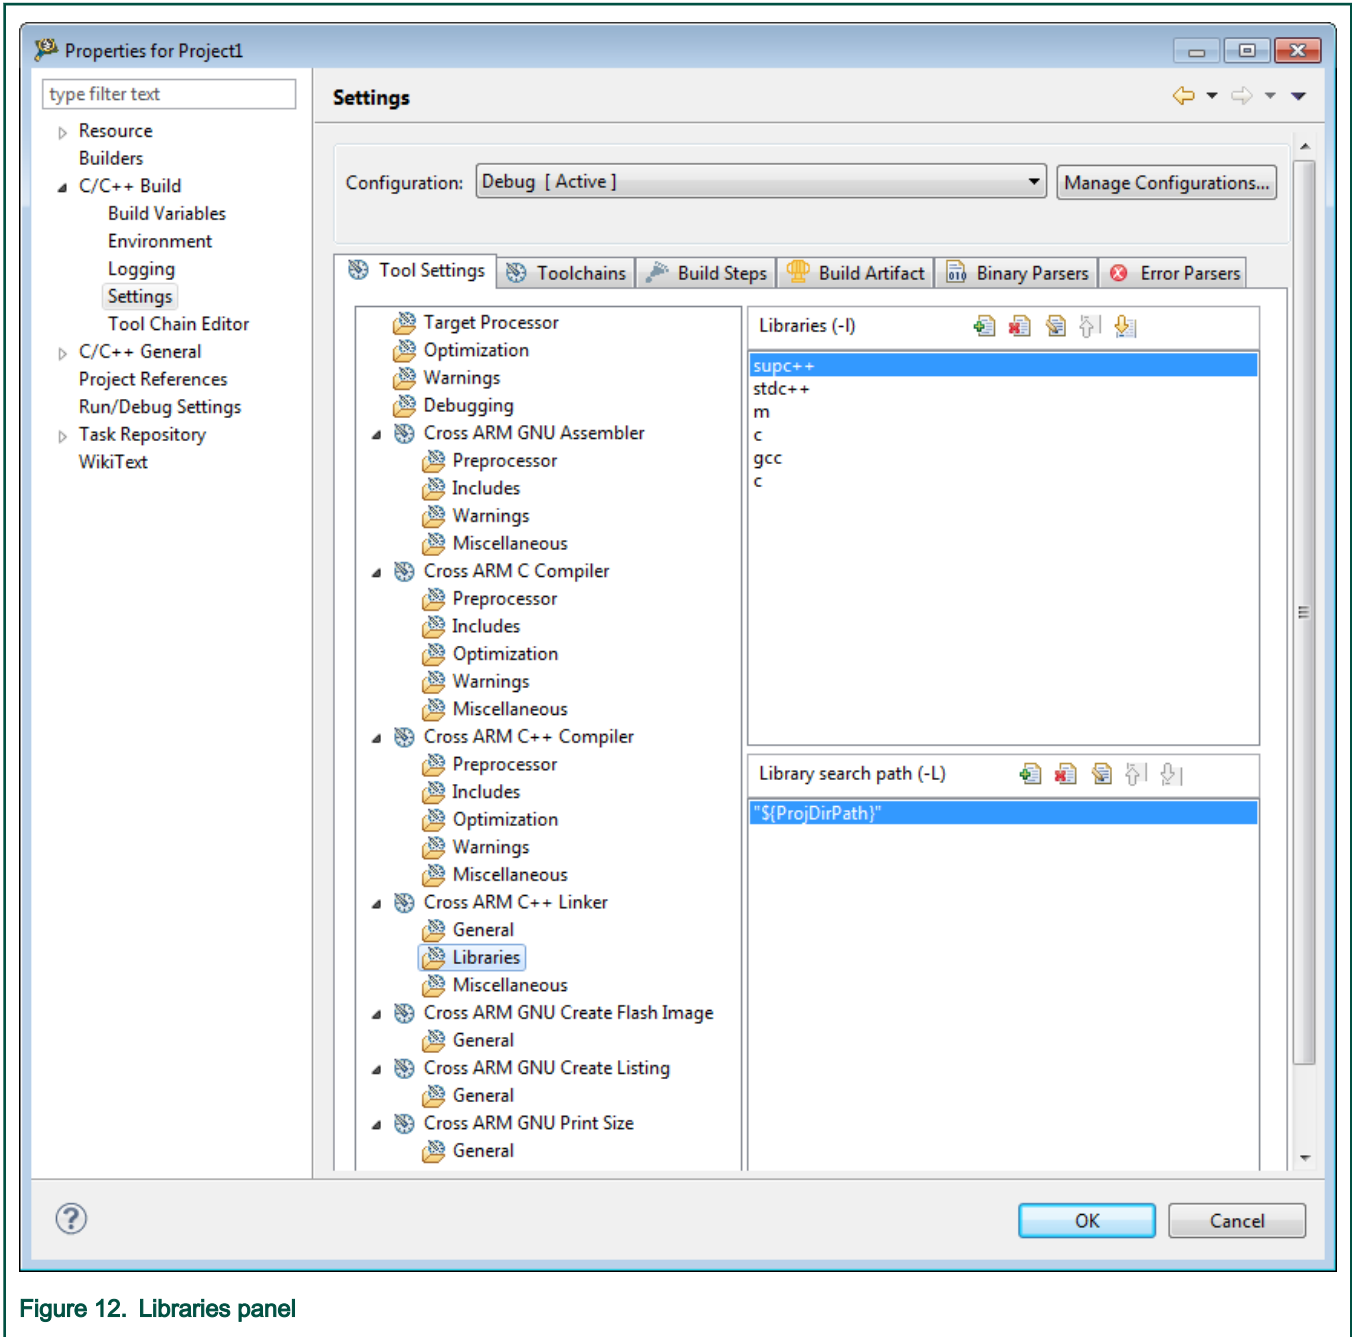 Properties for Project1
type filter text
Resource
Builders
C/C++ Build
Build Variables
Environment
Logging
Settings
Tool Chain Editor
C/C++ General
Project References
Run/Debug Settings
Task Repository
WikiText
Settings
Configuration:
Debug [ Active ]
Manage Configurations...
Tool Settings
Toolchains
Build Steps
Build Artifact
Binary Parsers
Error Parsers
Target Processor
Optimization
Warnings
Debugging
Cross ARM GNU Assembler
Preprocessor
Includes
Warnings
Miscellaneous
Cross ARM C Compiler
Preprocessor
Includes
Optimization
Warnings
Miscellaneous
Cross ARM C++ Compiler
Preprocessor
Includes
Optimization
Warnings
Miscellaneous
Cross ARM C++ Linker
General
Libraries
Miscellaneous
Cross ARM GNU Create Flash Image
General
Cross ARM GNU Create Listing
General
Cross ARM GNU Print Size
General
Libraries (-l)
supc++
stdc++
m
c
gcc
c
Library search path (-L)
"${ProjDirPath}"
OK
Cancel
Figure 12. Libraries panel